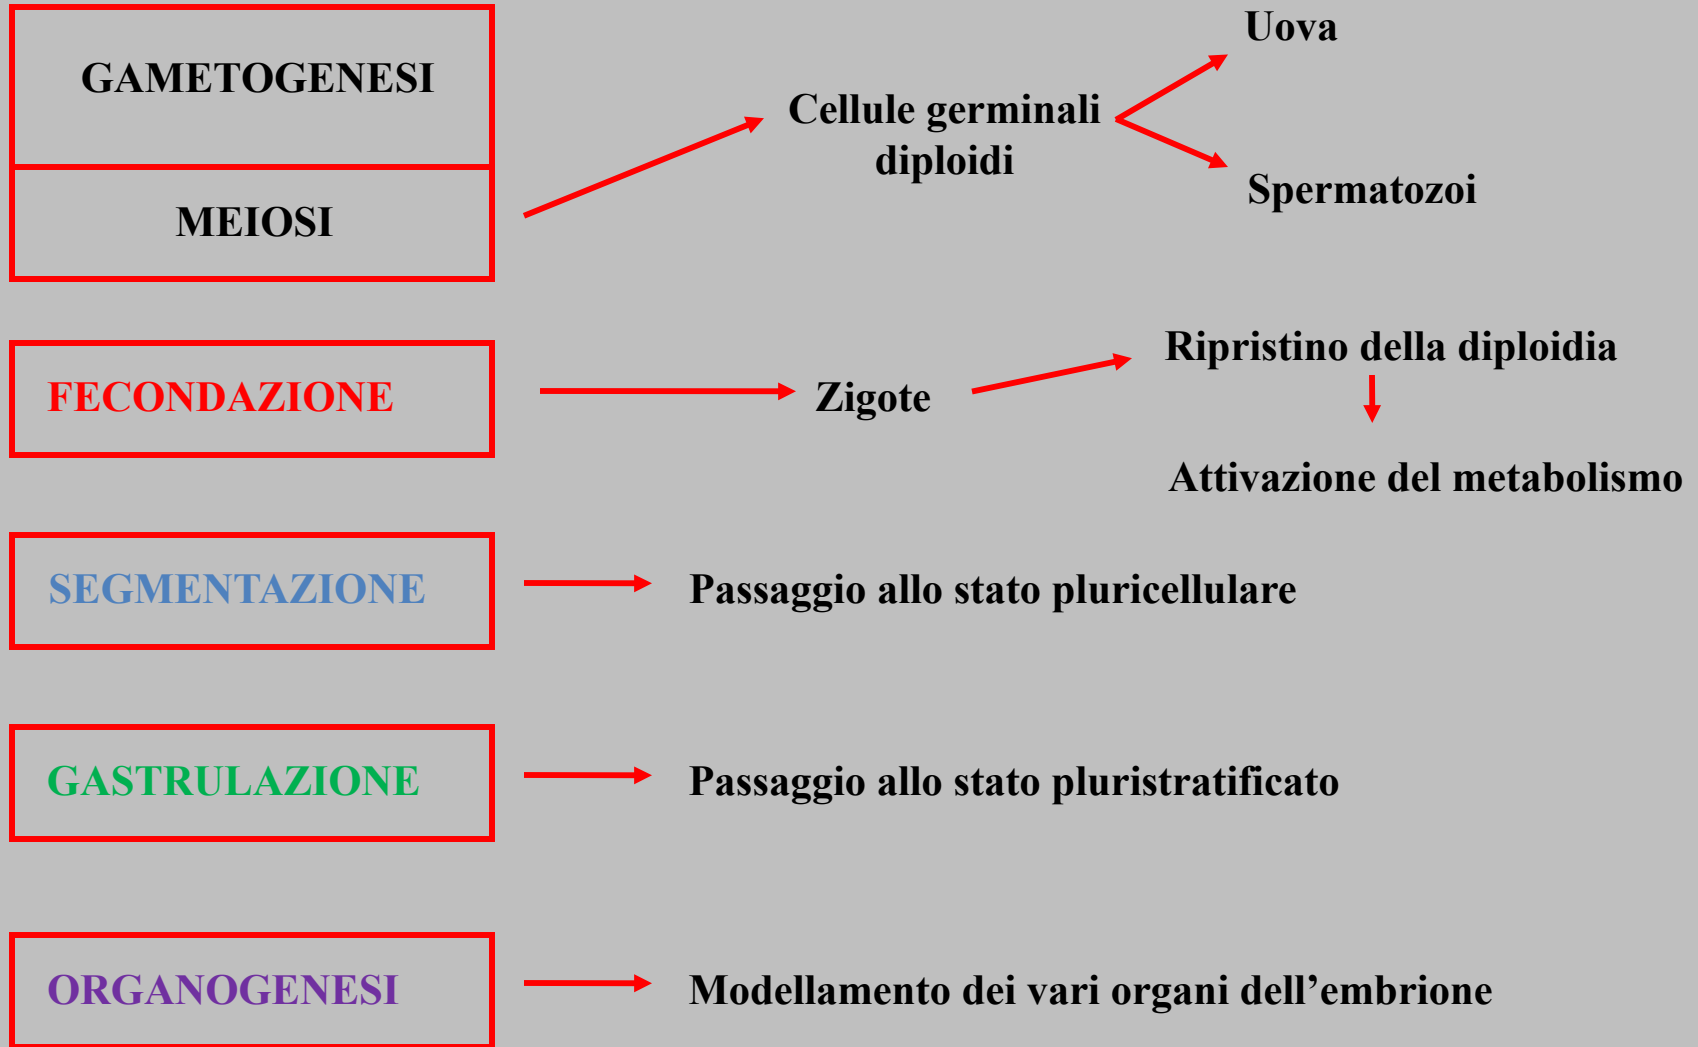 GAMETOGENESI
MEIOSI
Cellule germinali
diploidi
Uova
Spermatozoi
FECONDAZIONE
Zigote
Ripristino della diploidia
Attivazione del metabolismo
SEGMENTAZIONE
Passaggio allo stato pluricellulare
GASTRULAZIONE
Passaggio allo stato pluristratificato
ORGANOGENESI
Modellamento dei vari organi dell’embrione